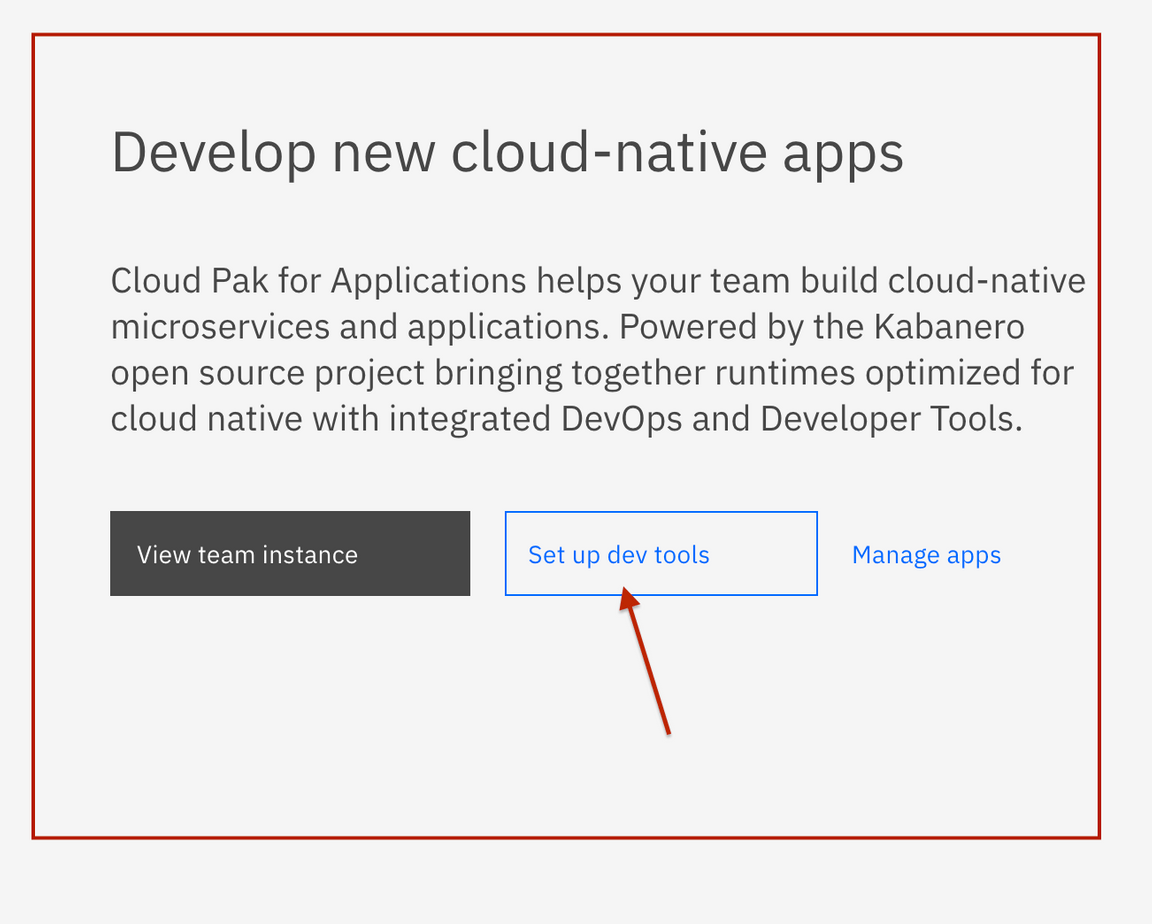 Develop new cloud-native apps
Cloud Pak for Applications helps your team build cloud-native
microservices and applications. Powered by the Kabanero
open source project bringing together runtimes optimized for
cloud native with integrated DevOps and Developer Tools.
View team instance
Set up dev tools
Manage apps